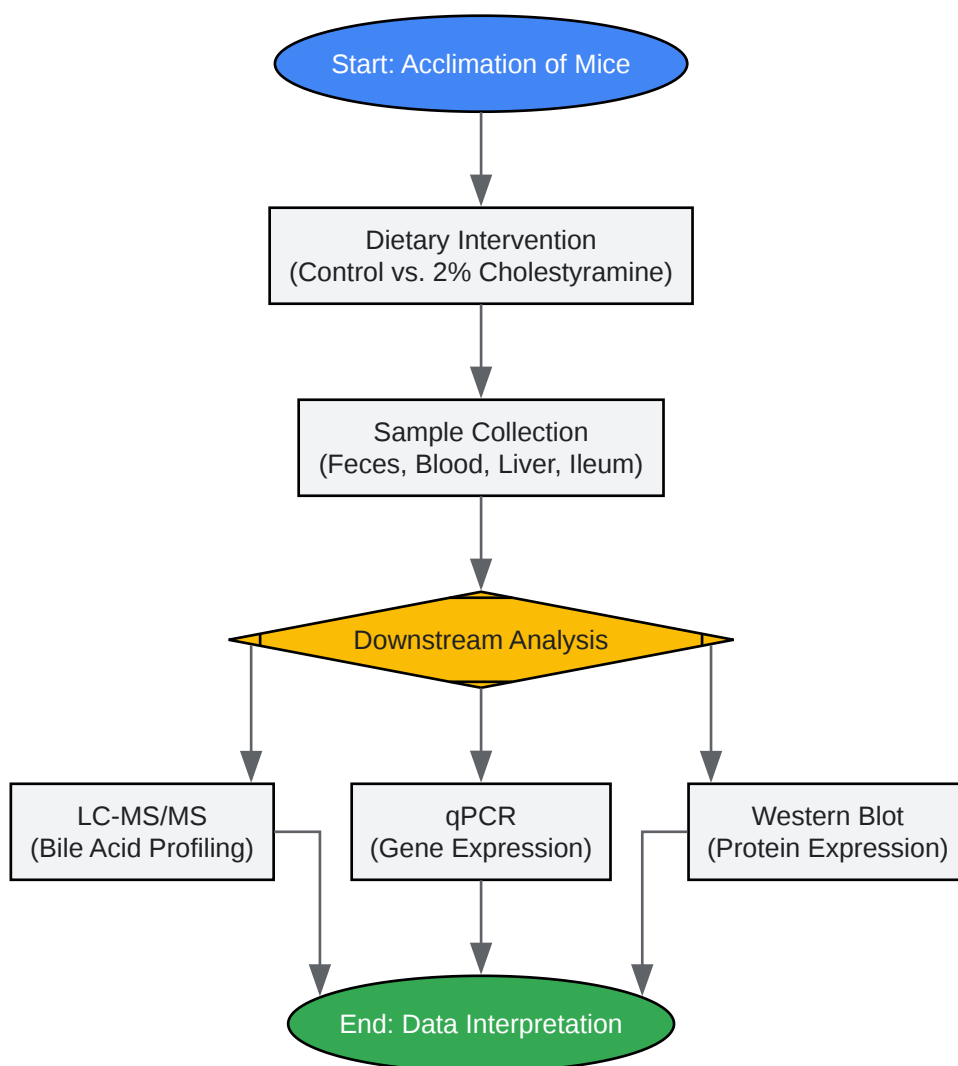 Start: Acclimation of Mice
Dietary Intervention
(Control vs. 2% Cholestyramine)
Sample Collection
(Feces, Blood, Liver, Ileum)
Downstream Analysis
LC-MS/MS
(Bile Acid Profiling)
qPCR
(Gene Expression)
Western Blot
(Protein Expression)
End: Data Interpretation